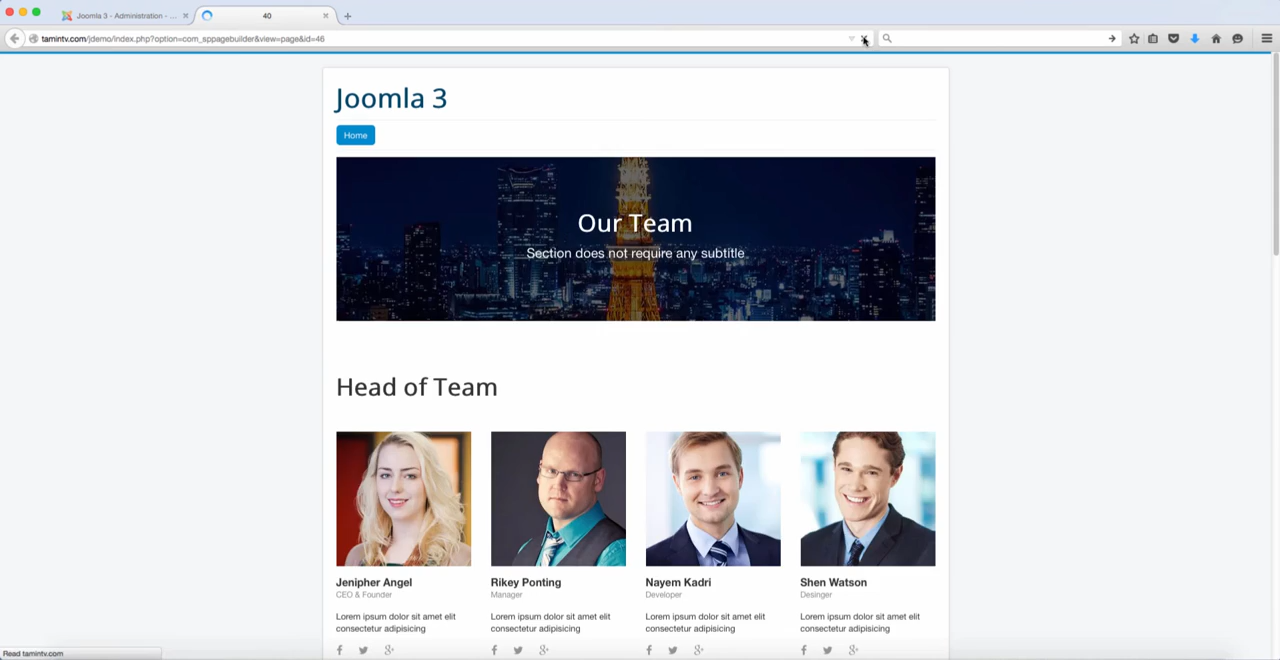 Joomla 3 - Administration - ...
40
tamintv.com/jdemo/index.php?option=com_sppagebuilder&view=page&id=46
Joomla 3
Home
Our Team
Section does not require any subtitle
Head of Team
Jenipher Angel
CEO & Founder
Lorem ipsum dolor sit amet elit
consectetur adipisicing
Rikey Ponting
Manager
Lorem ipsum dolor sit amet elit
consectetur adipisicing
Nayem Kadri
Developer
Lorem ipsum dolor sit amet elit
consectetur adipisicing
Shen Watson
Desinger
Lorem ipsum dolor sit amet elit
consectetur adipisicing
Read tamintv.com